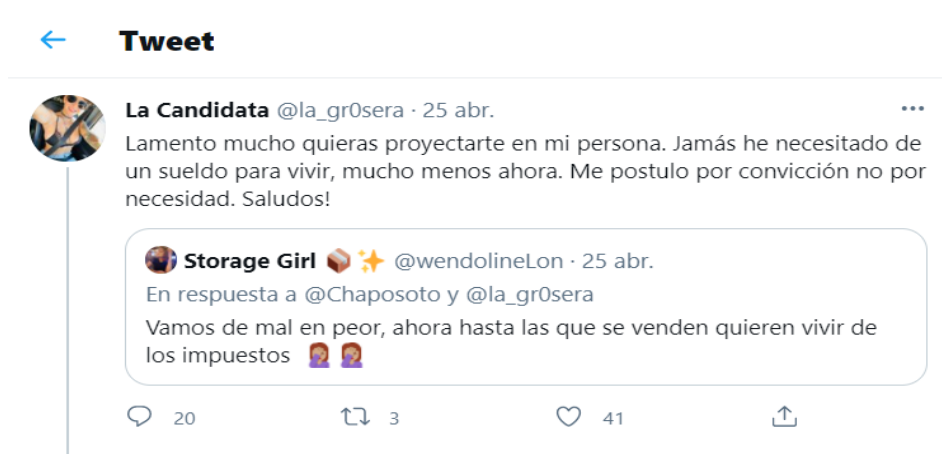 Tweet
La Candidata @la_gr0sera · 25 abr.
Lamento mucho quieras proyectarte en mi persona. Jamás he necesitado de
un sueldo para vivir, mucho menos ahora. Me postulo por convicción no por
necesidad. Saludos!
Storage Girl 📦✨ @wendolineLon · 25 abr.
En respuesta a @Chaposoto y @la_gr0sera
Vamos de mal en peor, ahora hasta las que se venden quieren vivir de
los impuestos 🤦🏽‍♀️🤦🏽‍♀️
20 3 41